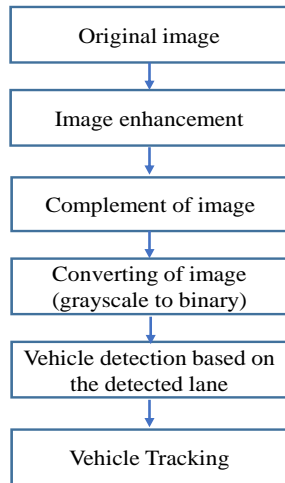 Original image
Image enhancement
Complement of image
Converting of image
(grayscale to binary)
Vehicle detection based on
the detected lane
Vehicle Tracking